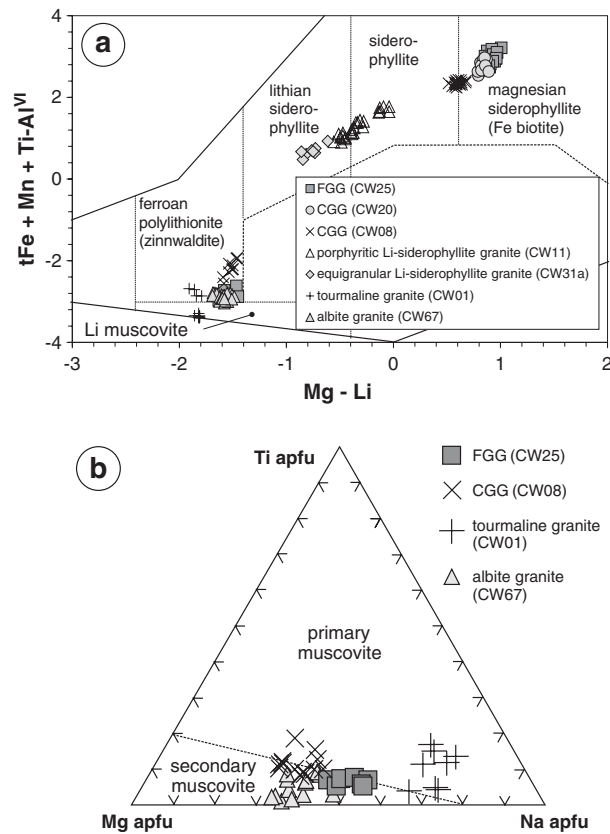 a
4
2
0
-2
-4
tFe + Mn + Ti-Al^VI
-3
-2
-1
0
1
2
Mg - Li
sidero-
phyllite
lithian
sidero-
phyllite
magnesian
siderophyllite
(Fe biotite)
ferroan
polylithionite
(zinnwaldite)
Li muscovite
FGG (CW25)
CGG (CW20)
CGG (CW08)
porphyritic Li-siderophyllite granite (CW11)
equigranular Li-siderophyllite granite (CW31a)
tourmaline granite (CW01)
albite granite (CW67)
b
Ti apfu
FGG (CW25)
CGG (CW08)
tourmaline granite
(CW01)
albite granite
(CW67)
primary
muscovite
secondary
muscovite
Mg apfu
Na apfu